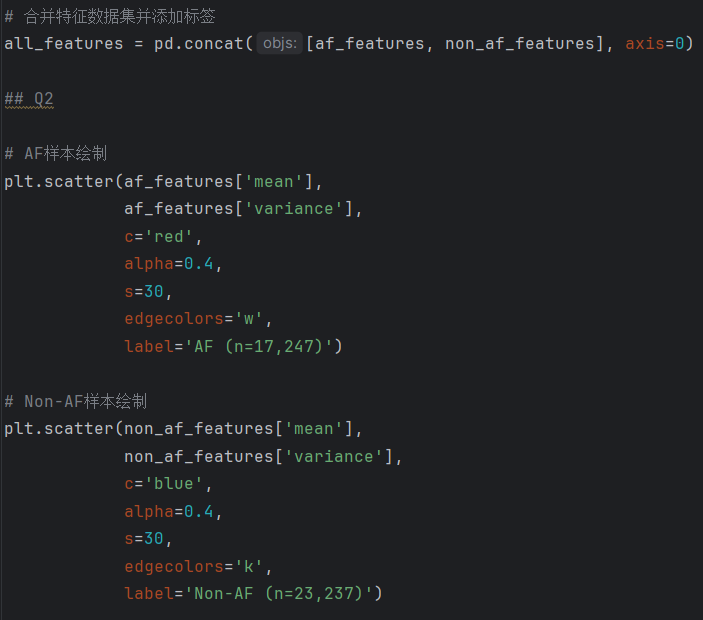 # 合并特征数据集并添加标签
all_features = pd.concat( objs: [af_features, non_af_features], axis=0)
## Q2
# AF样本绘制
plt.scatter(af_features['mean'],
af_features['variance'],
c='red',
alpha=0.4,
s=30,
edgecolors='w',
label='AF (n=17,247)')
# Non-AF样本绘制
plt.scatter(non_af_features['mean'],
non_af_features['variance'],
c='blue',
alpha=0.4,
s=30,
edgecolors='k',
label='Non-AF (n=23,237)')